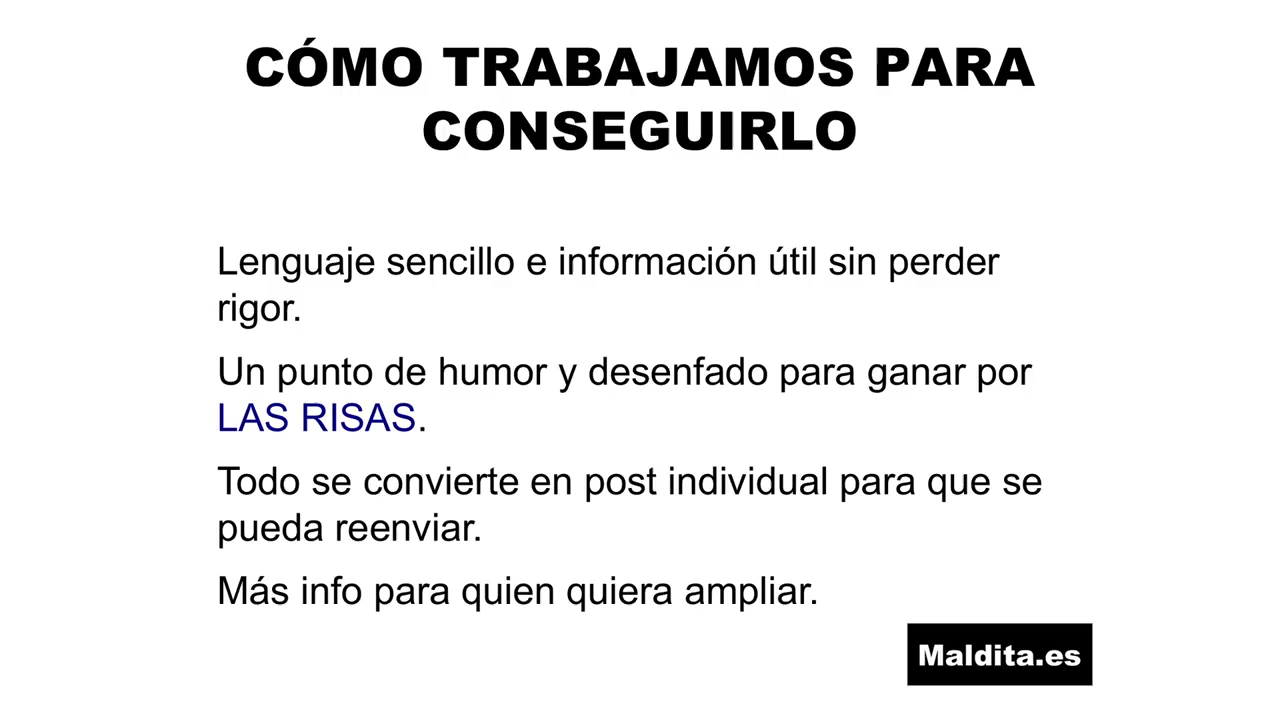 CÓMO TRABAJAMOS PARA
CONSEGUIRLO
Lenguaje sencillo e información útil sin perder
rigor.
Un punto de humor y desenfado para ganar por
LAS RISAS.
Todo se convierte en post individual para que se
pueda reenviar.
Más info para quien quiera ampliar.
Maldita.es